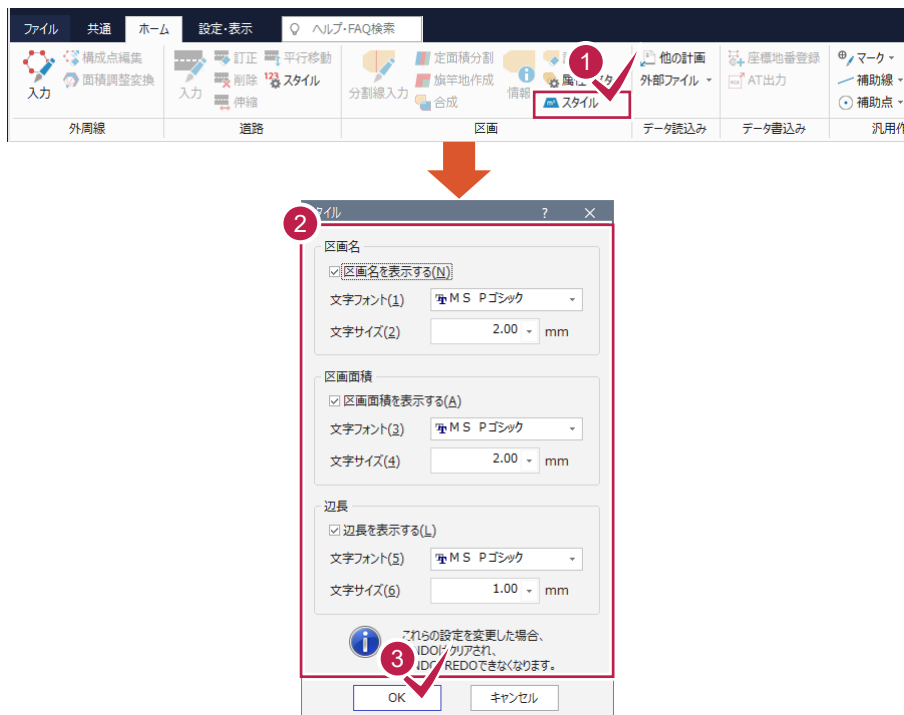 ファイル 共通 ホーム 設定・表示 ヘルプ・FAQ検索
構成点編集 訂正 平行移動 定面積分割 1 他の計画 座標地番登録 マーク
面積調整変換 削除 スタイル 旗竿地作成 外部ファイル AT出力 補助線
入力 入力 伸縮 分割線入力 合成 情報 スタイル 補助点
外周線 道路 区画 データ読込み データ書込み
2
区画名
区画名を表示する(N)
文字フォント(1) MS Pゴシック
文字サイズ(2) 2.00 mm
区画面積
区画面積を表示する(A)
文字フォント(3) MS Pゴシック
文字サイズ(4) 2.00 mm
辺長
辺長を表示する(L)
文字フォント(5) MS Pゴシック
文字サイズ(6) 1.00 mm
これらの設定を変更した場合、
クリアされ、
REDOできなくなります。
3
OK キャンセル